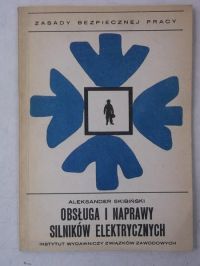 ZASADY BEZPIECZNEJ PRACY
ALEKSANDER SKIBIŃSKI
OBSŁUGA I NAPRAWY
SILNIKÓW ELEKTRYCZNYCH
INSTYTUT WYDAWNICZY ZWIĄZKÓW ZAWODOWYCH